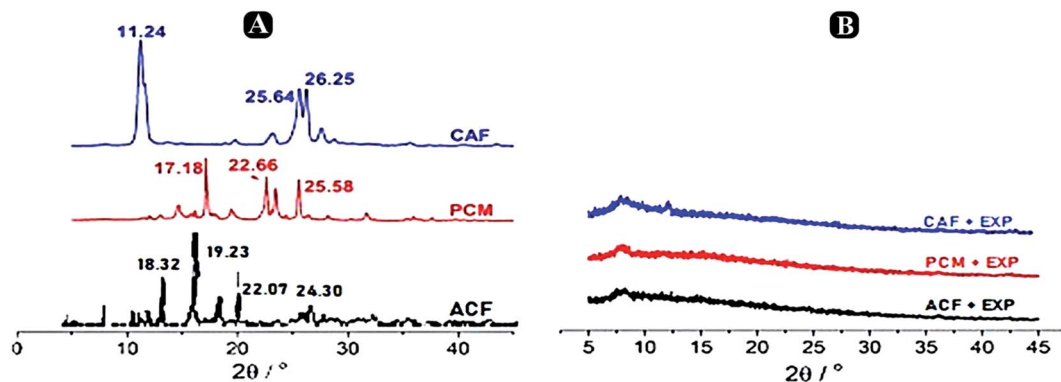 A
11.24
26.25
25.64
CAF
17.18
22.66
25.58
PCM
18.32
19.23
22.07
24.30
ACF
0 10 20 30 40
2θ / °
B
CAF + EXP
PCM + EXP
ACF + EXP
5 10 15 20 25 30 35 40 45
2θ / °